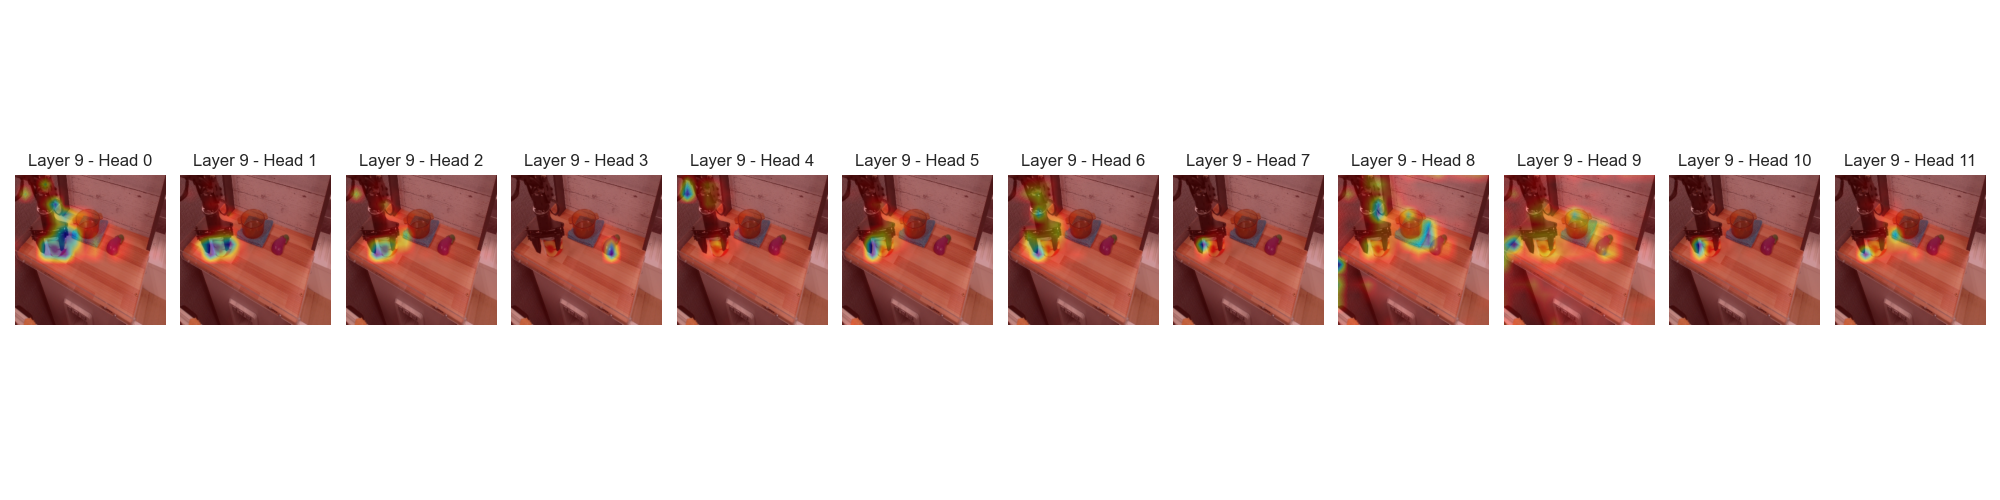 Layer 9 - Head 0
Layer 9 - Head 1
Layer 9 - Head 2
Layer 9 - Head 3
Layer 9 - Head 4
Layer 9 - Head 5
Layer 9 - Head 6
Layer 9 - Head 7
Layer 9 - Head 8
Layer 9 - Head 9
Layer 9 - Head 10
Layer 9 - Head 11